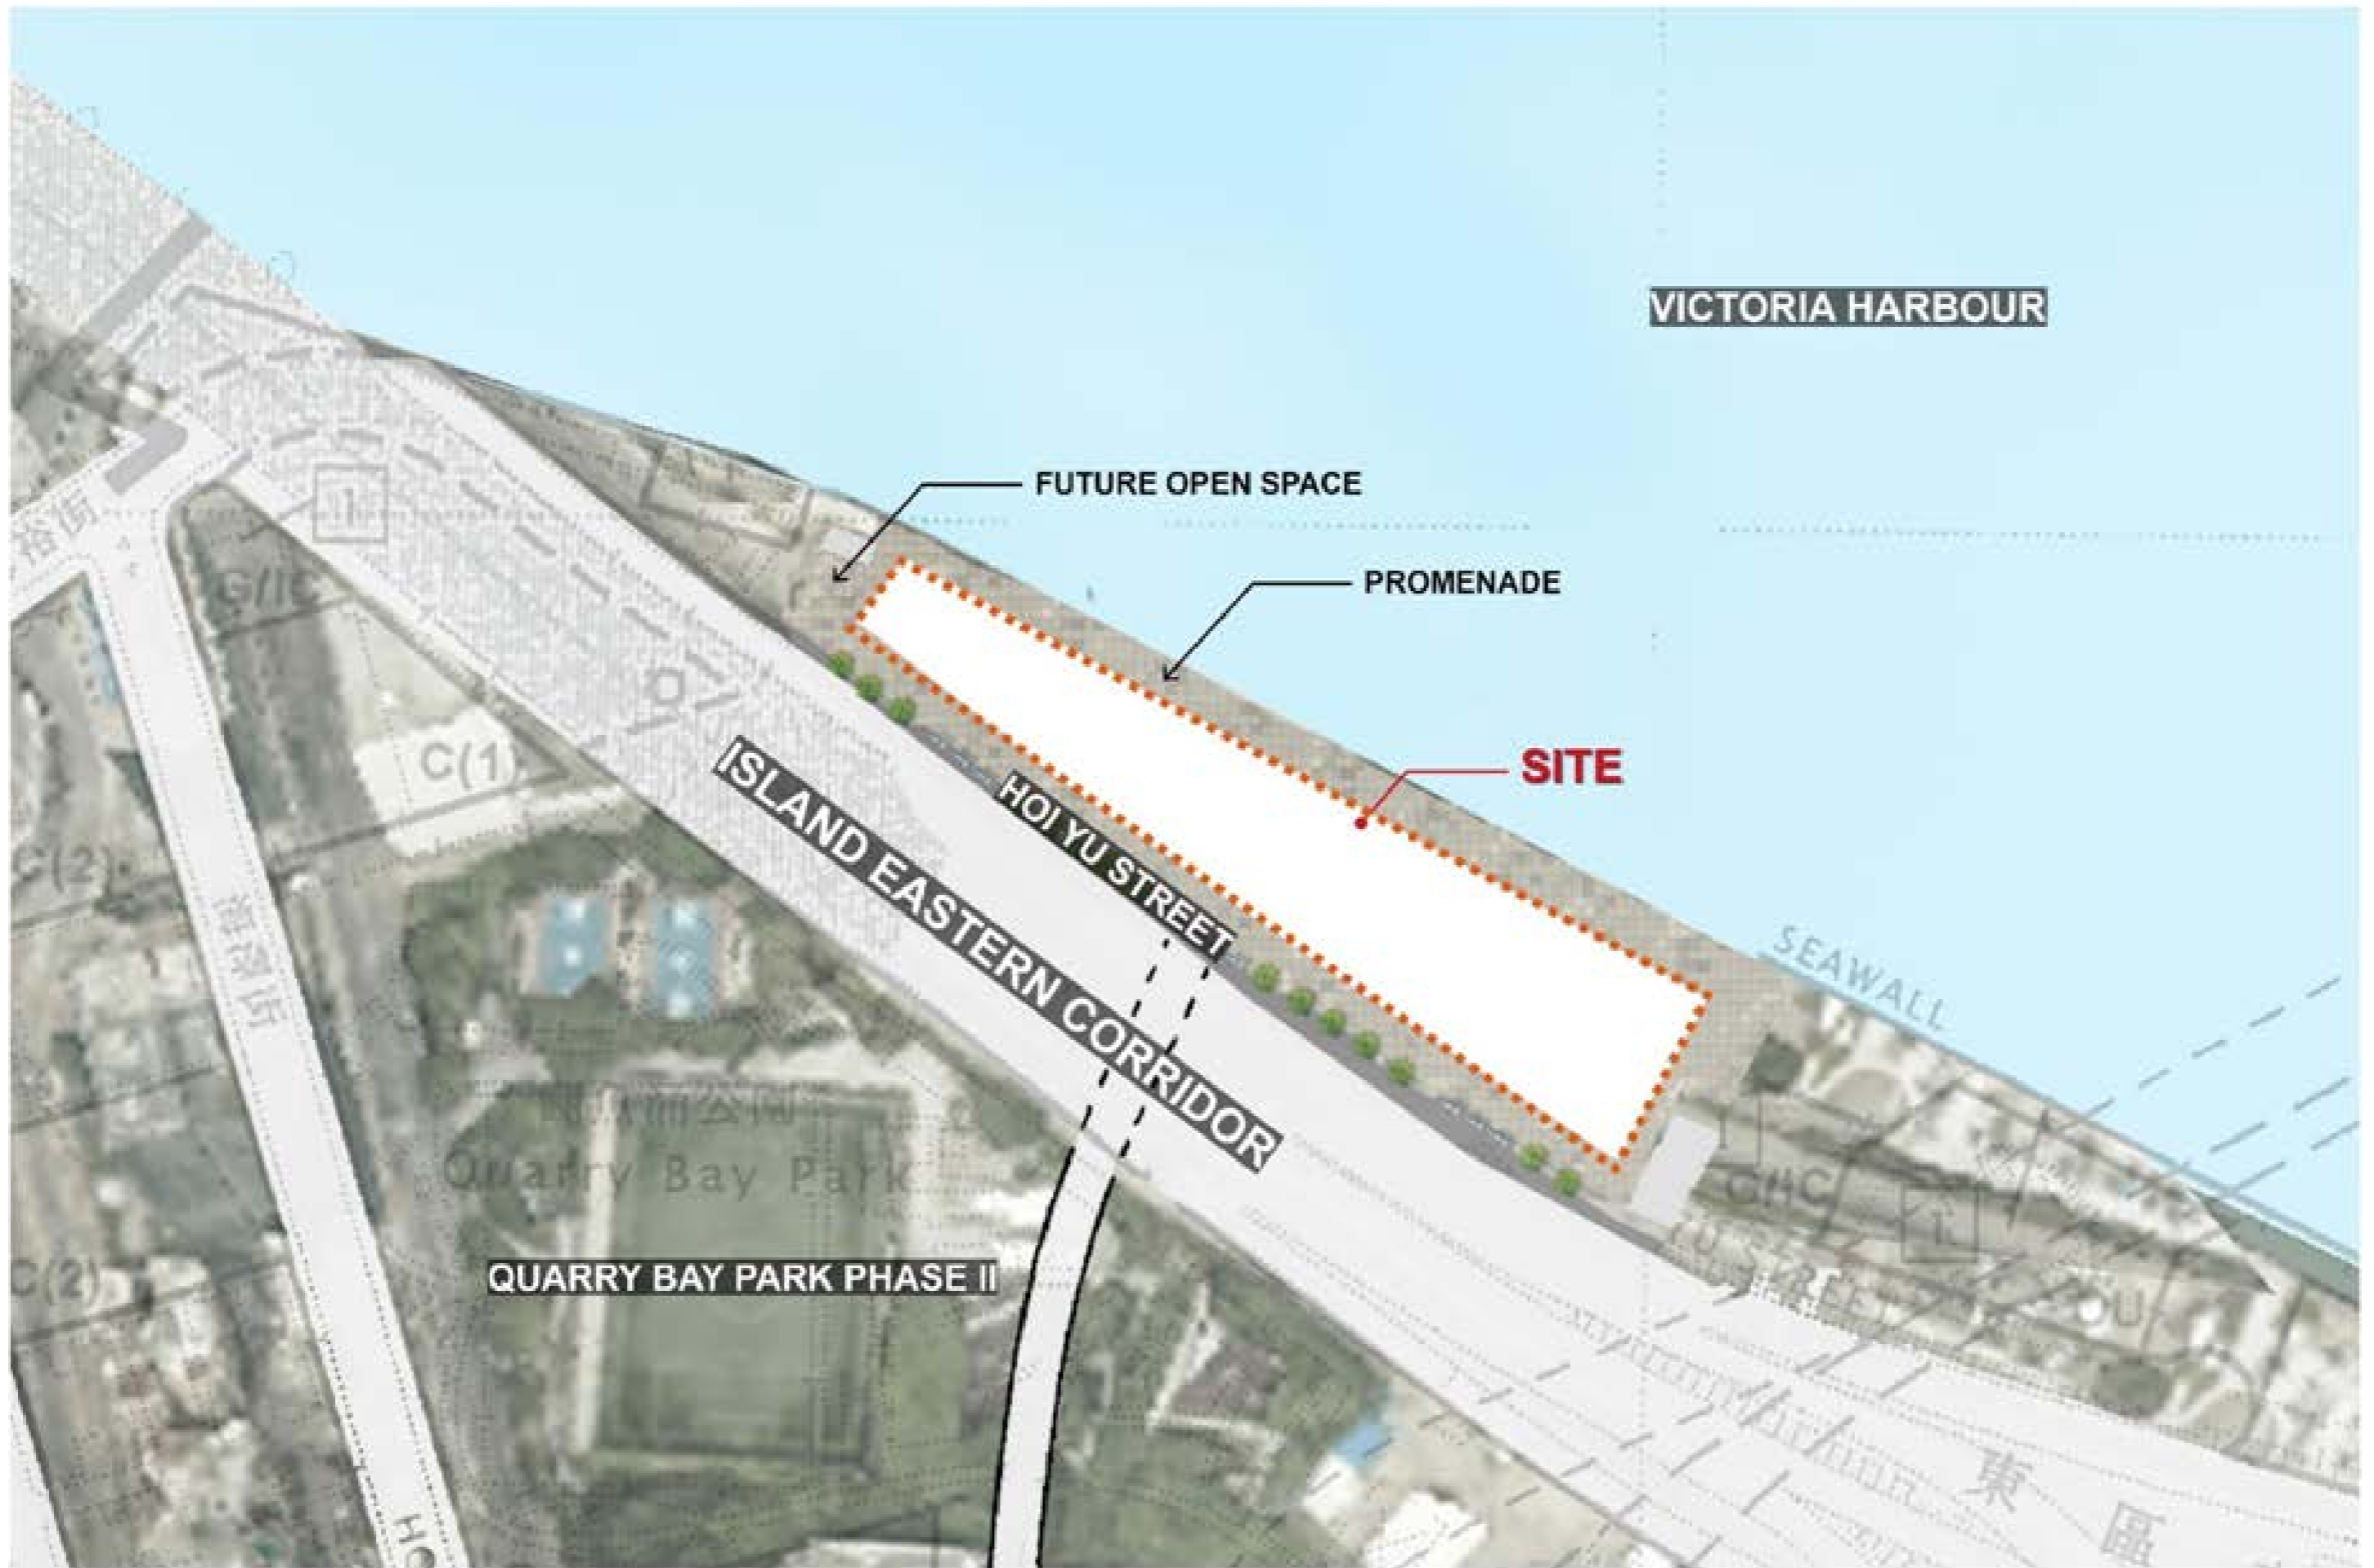 VICTORIA HARBOUR
FUTURE OPEN SPACE
PROMENADE
SITE
HOI YU STREET
ISLAND EASTERN CORRIDOR
SEAWALL
G/IC
C(1)
C(2)
Quarry Bay Park
QUARRY BAY PARK PHASE II
C(2)
G/IC
HO
東
區